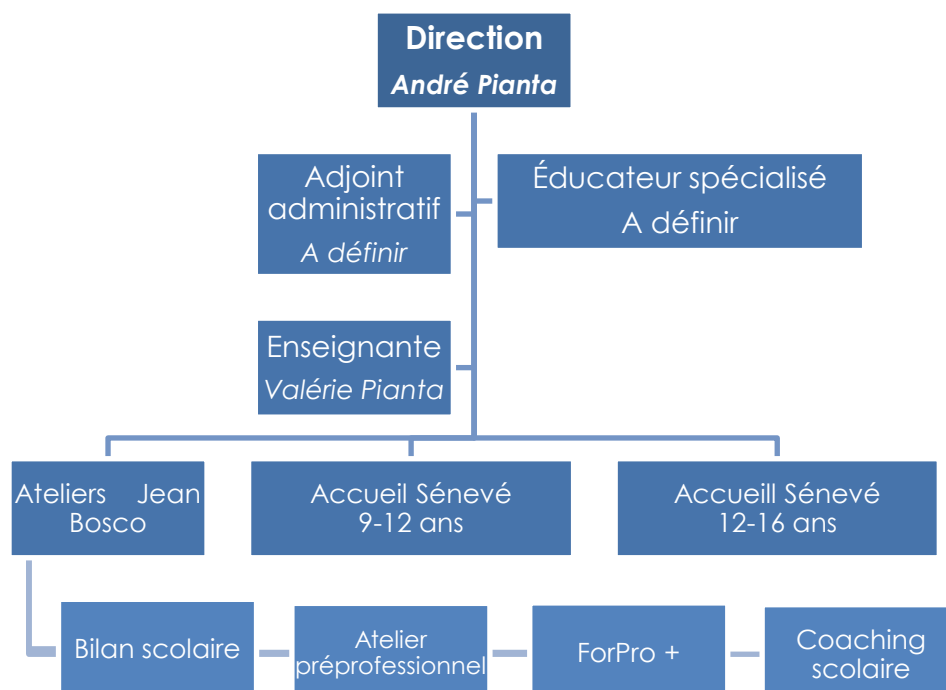 Direction
André Pianta
Adjoint
administratif
A définir
Éducateur spécialisé
A définir
Enseignante
Valérie Pianta
Ateliers Jean
Bosco
Accueil Sénevé
9-12 ans
Accueill Sénevé
12-16 ans
Bilan scolaire
Atelier
préprofessionnel
ForPro +
Coaching
scolaire